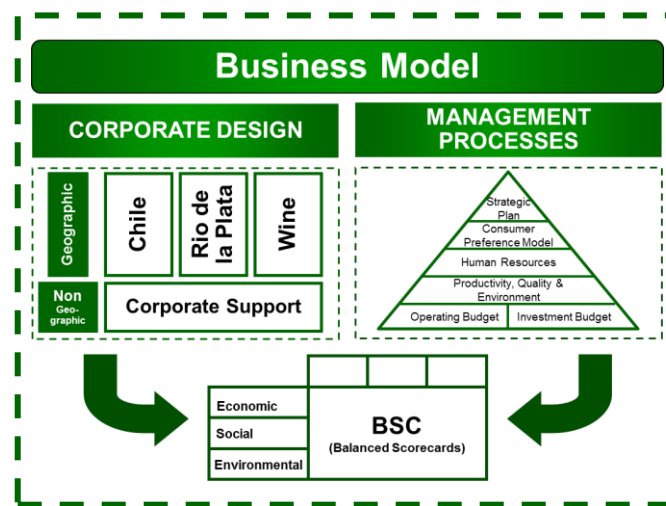 Business Model
CORPORATE DESIGN
MANAGEMENT
PROCESSES
Geographic
Chile
Rio de
la Plata
Wine
Non
Geo-
graphic
Corporate Support
Strategic
Plan
Consumer
Preference Model
Human Resources
Productivity, Quality &
Environment
Operating Budget
Investment Budget
Economic
Social
Environmental
BSC
(Balanced Scorecards)